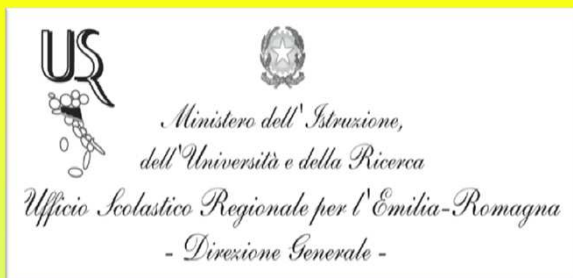 USR
Ministero dell'Istruzione,
dell'Università e della Ricerca
Ufficio Scolastico Regionale per l'Emilia-Romagna
- Direzione Generale -